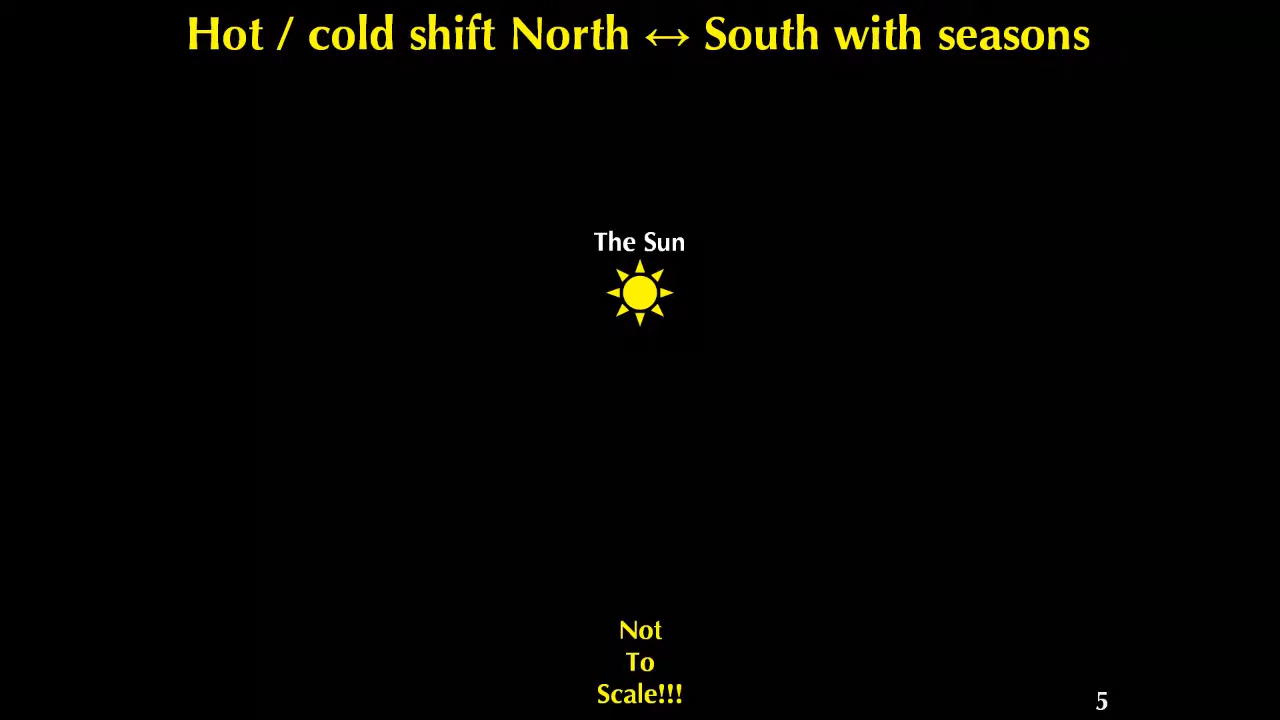 Hot / cold shift North ↔ South with seasons
The Sun
Not
To
Scale!!!
5